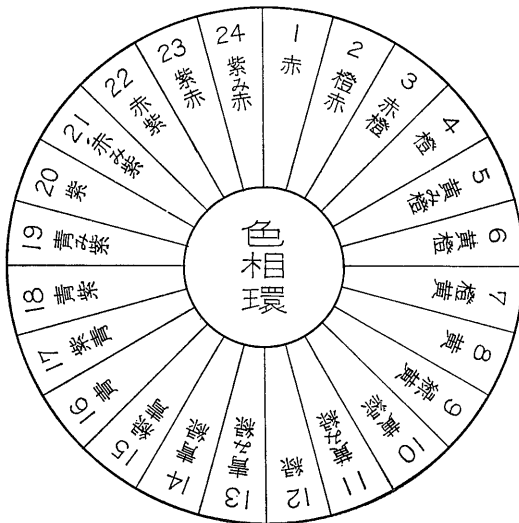 1 赤
2 橙赤
3 赤橙
4 橙
5 黄み橙
6 黄橙
7 橙黄
8 黄
9 緑黄
10 黄緑
11 黄み緑
12 緑
13 青み緑
14 青緑
15 緑青
16 青
17 紫青
18 青紫
19 青み紫
20 紫
21 赤み紫
22 赤紫
23 紫赤
24 紫み赤
色相環